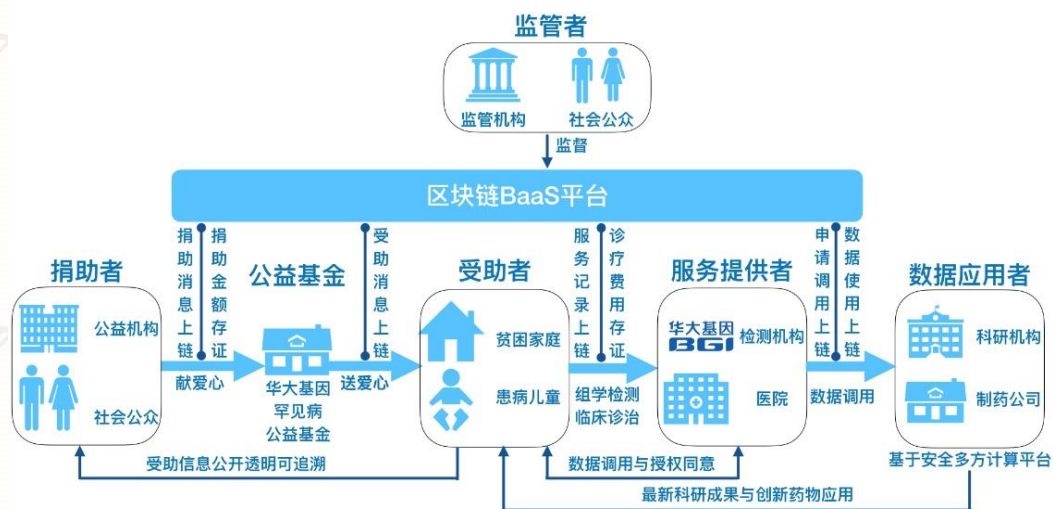 监管者
监管机构
社会公众
监督
区块链BaaS平台
捐助消息上链
捐助金额存证
受助消息上链
服务记录上链
诊疗费用存证
申请调用上链
数据使用上链
捐助者
公益机构
社会公众
献爱心
公益基金
华大基因
罕见病
公益基金
送爱心
受助者
贫困家庭
患病儿童
组学检测
临床诊治
服务提供者
华大基因
BGI
检测机构
医院
数据调用
数据应用者
科研机构
制药公司
基于安全多方计算平台
受助信息公开透明可追溯
数据调用与授权同意
最新科研成果与创新药物应用